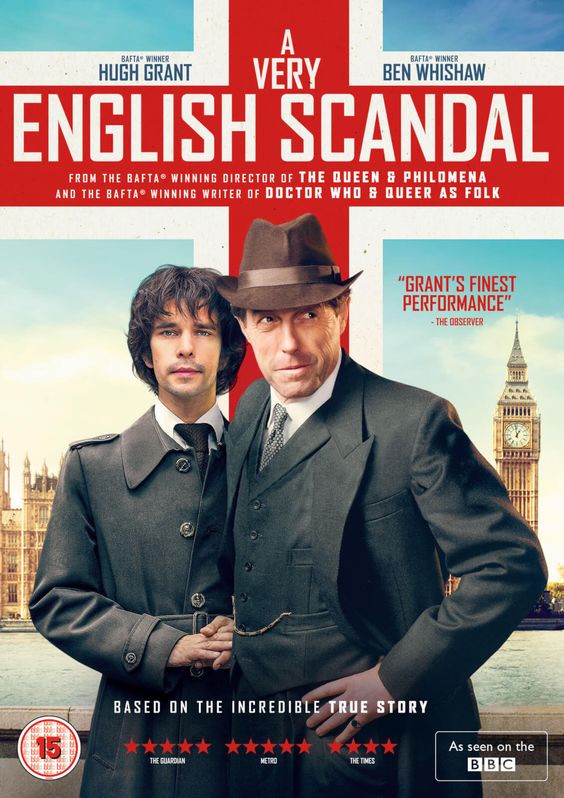 A
VERY
ENGLISH SCANDAL
BAFTA® WINNER
HUGH GRANT
BAFTA® WINNER
BEN WHISHAW
FROM THE BAFTA® WINNING DIRECTOR OF THE QUEEN & PHILOMENA
AND THE BAFTA® WINNING WRITER OF DOCTOR WHO & QUEER AS FOLK
“GRANT'S FINEST
PERFORMANCE”
- THE OBSERVER
BASED ON THE INCREDIBLE TRUE STORY
15
THE GUARDIAN
METRO
THE TIMES
As seen on the
BBC